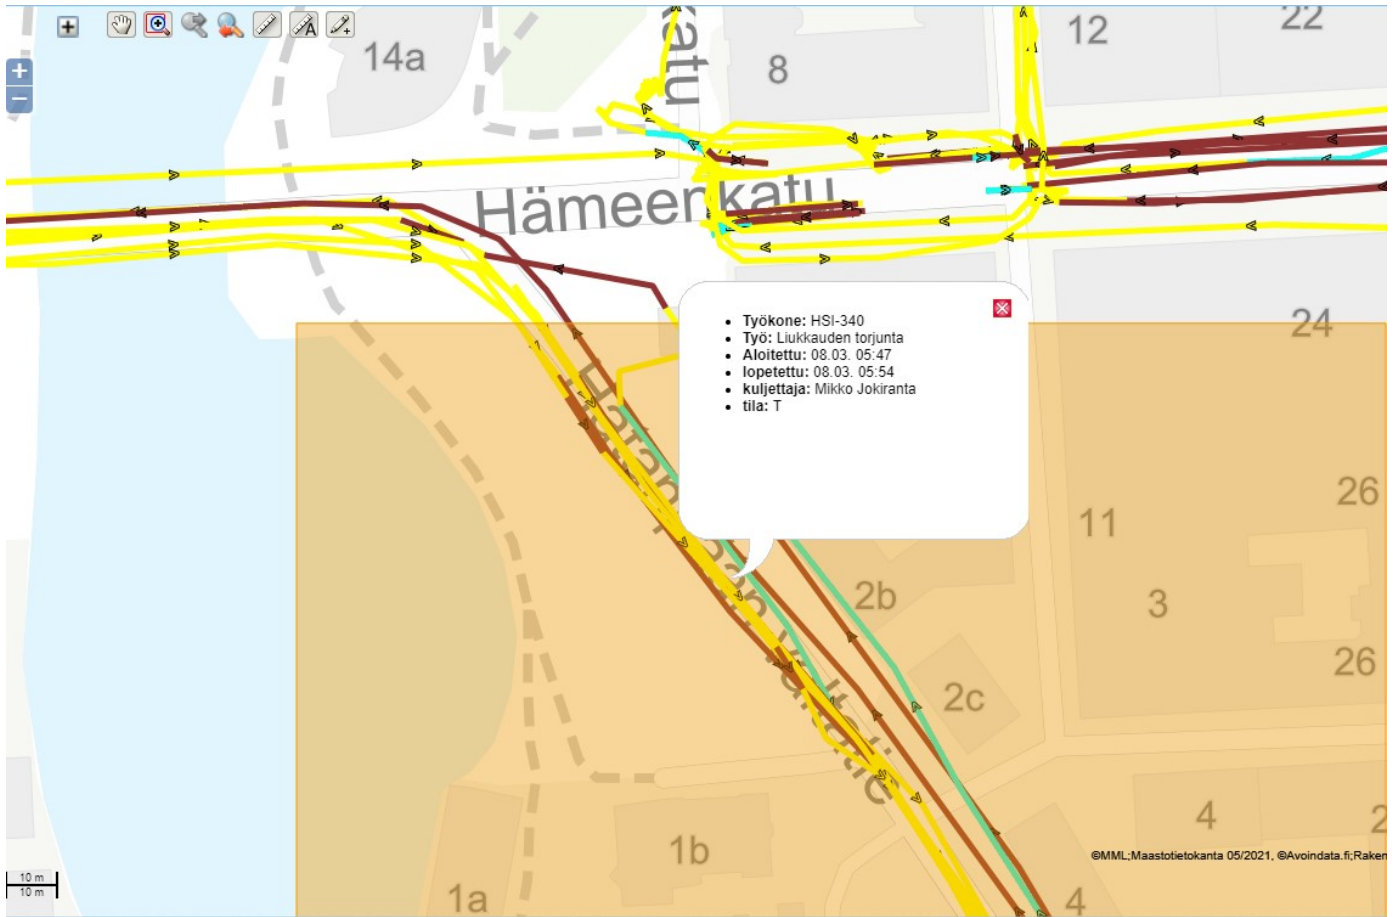 14a
katu
8
12
22
Hämeenkatu
24
Työkone: HSI-340
Työ: Liukkauden torjunta
Aloitettu: 08.03. 05:47
lopetettu: 08.03. 05:54
kuljettaja: Mikko Jokiranta
tila: T
26
11
2b
3
26
2c
4
2
1b
©MML;Maastotietokanta 05/2021, ©Avoindata.fi;Raken
10 m
10 m
1a
4